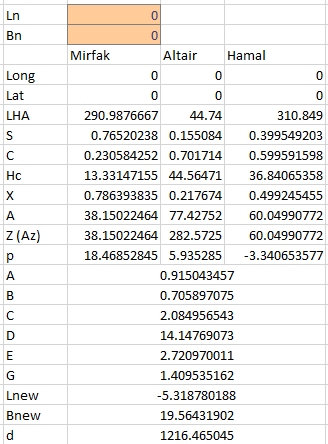 Ln 0
Bn 0
Mirfak Altair Hamal
Long 0 0 0
Lat 0 0 0
LHA 290.9876667 44.74 310.849
S 0.76520238 0.155084 0.399549203
C 0.230584252 0.701714 0.599591598
Hc 13.33147155 44.56471 36.84065358
X 0.786393835 0.217674 0.499245455
A 38.15022464 77.42752 60.04990772
Z (Az) 38.15022464 282.5725 60.04990772
p 18.46852845 5.935285 -3.340653577
A 0.915043457
B 0.705897075
C 2.084956543
D 14.14769073
E 2.720970011
G 1.409535162
Lnew -5.318780188
Bnew 19.56431902
d 1216.465045